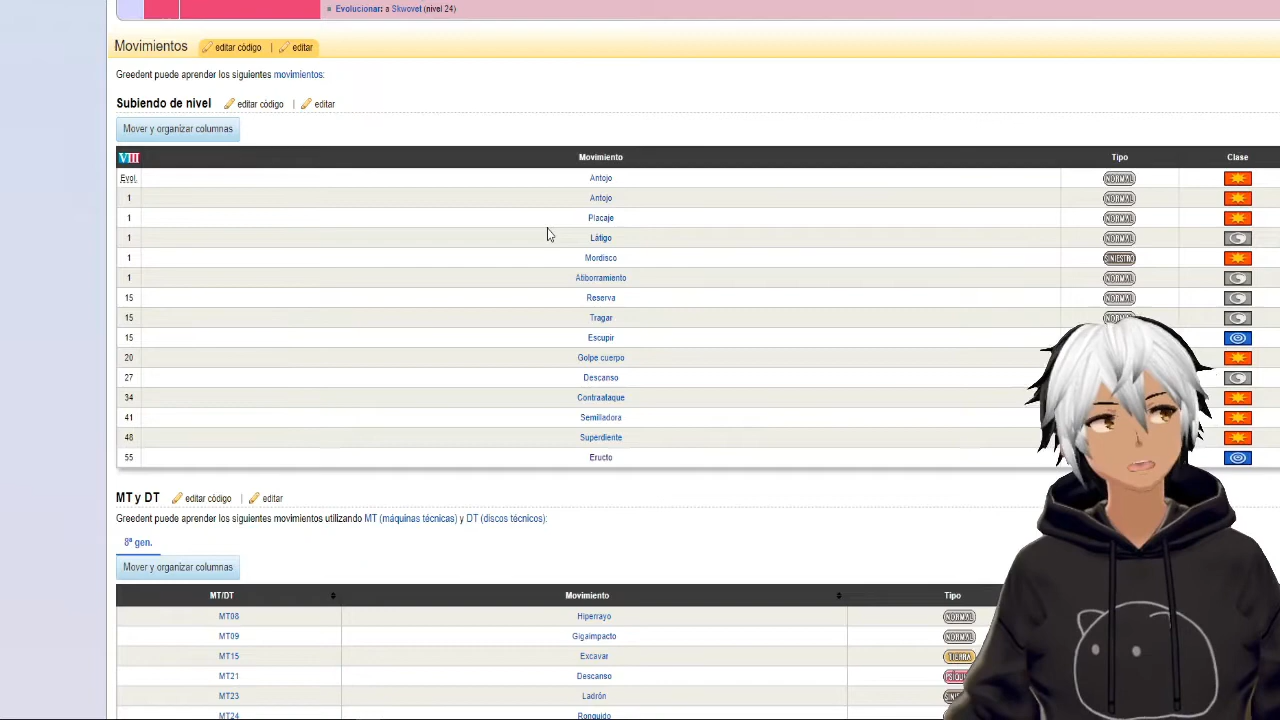 Evolucionar: a Skwovet (nivel 24)
Movimientos editar código | editar
Greedent puede aprender los siguientes movimientos:
Subiendo de nivel editar código | editar
Mover y organizar columnas
VIII Movimiento Tipo Clase
Evol. Antojo NORMAL
1 Antojo NORMAL
1 Placaje NORMAL
1 Látigo NORMAL
1 Mordisco SINIESTRO
1 Atiborramiento NORMAL
15 Reserva NORMAL
15 Tragar NORMAL
15 Escupir
20 Golpe cuerpo
27 Descanso
34 Contraataque
41 Semilladora
48 Superdiente
55 Eructo
MT y DT editar código | editar
Greedent puede aprender los siguientes movimientos utilizando MT (máquinas técnicas) y DT (discos técnicos):
8ª gen.
Mover y organizar columnas
MT/DT Movimiento Tipo
MT08 Hiperrayo NORMAL
MT09 Gigaimpacto NORMAL
MT15 Excavar TIERRA
MT21 Descanso
MT23 Ladrón
MT24 Ronquido